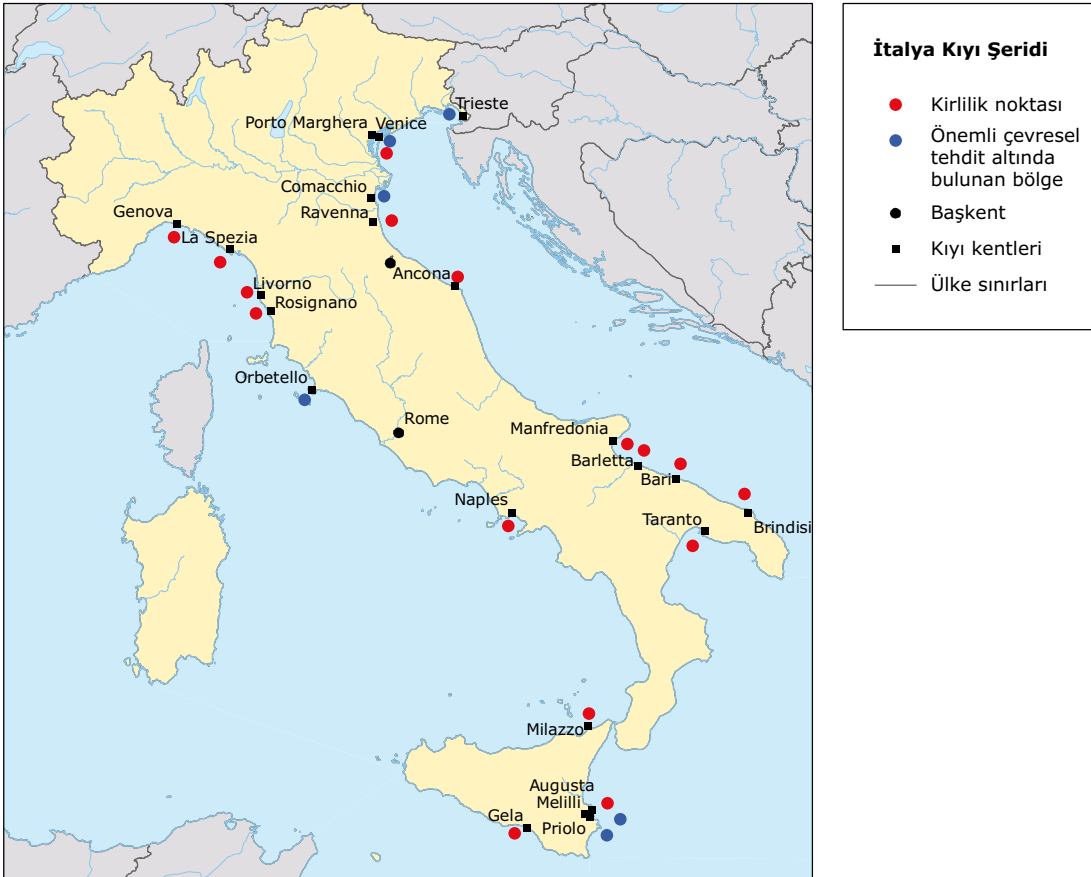 Trieste
Porto Marghera
Venice
Comacchio
Ravenna
Genova
La Spezia
Ancona
Livorno
Rosignano
Orbetello
Rome
Manfredonia
Barletta
Bari
Naples
Taranto
Brindisi
Milazzo
Augusta
Melilli
Gela
Priolo
İtalya Kıyı Şeridi
Kirlilik noktası
Önemli çevresel
tehdit altında
bulunan bölge
Başkent
Kıyı kentleri
Ülke sınırları